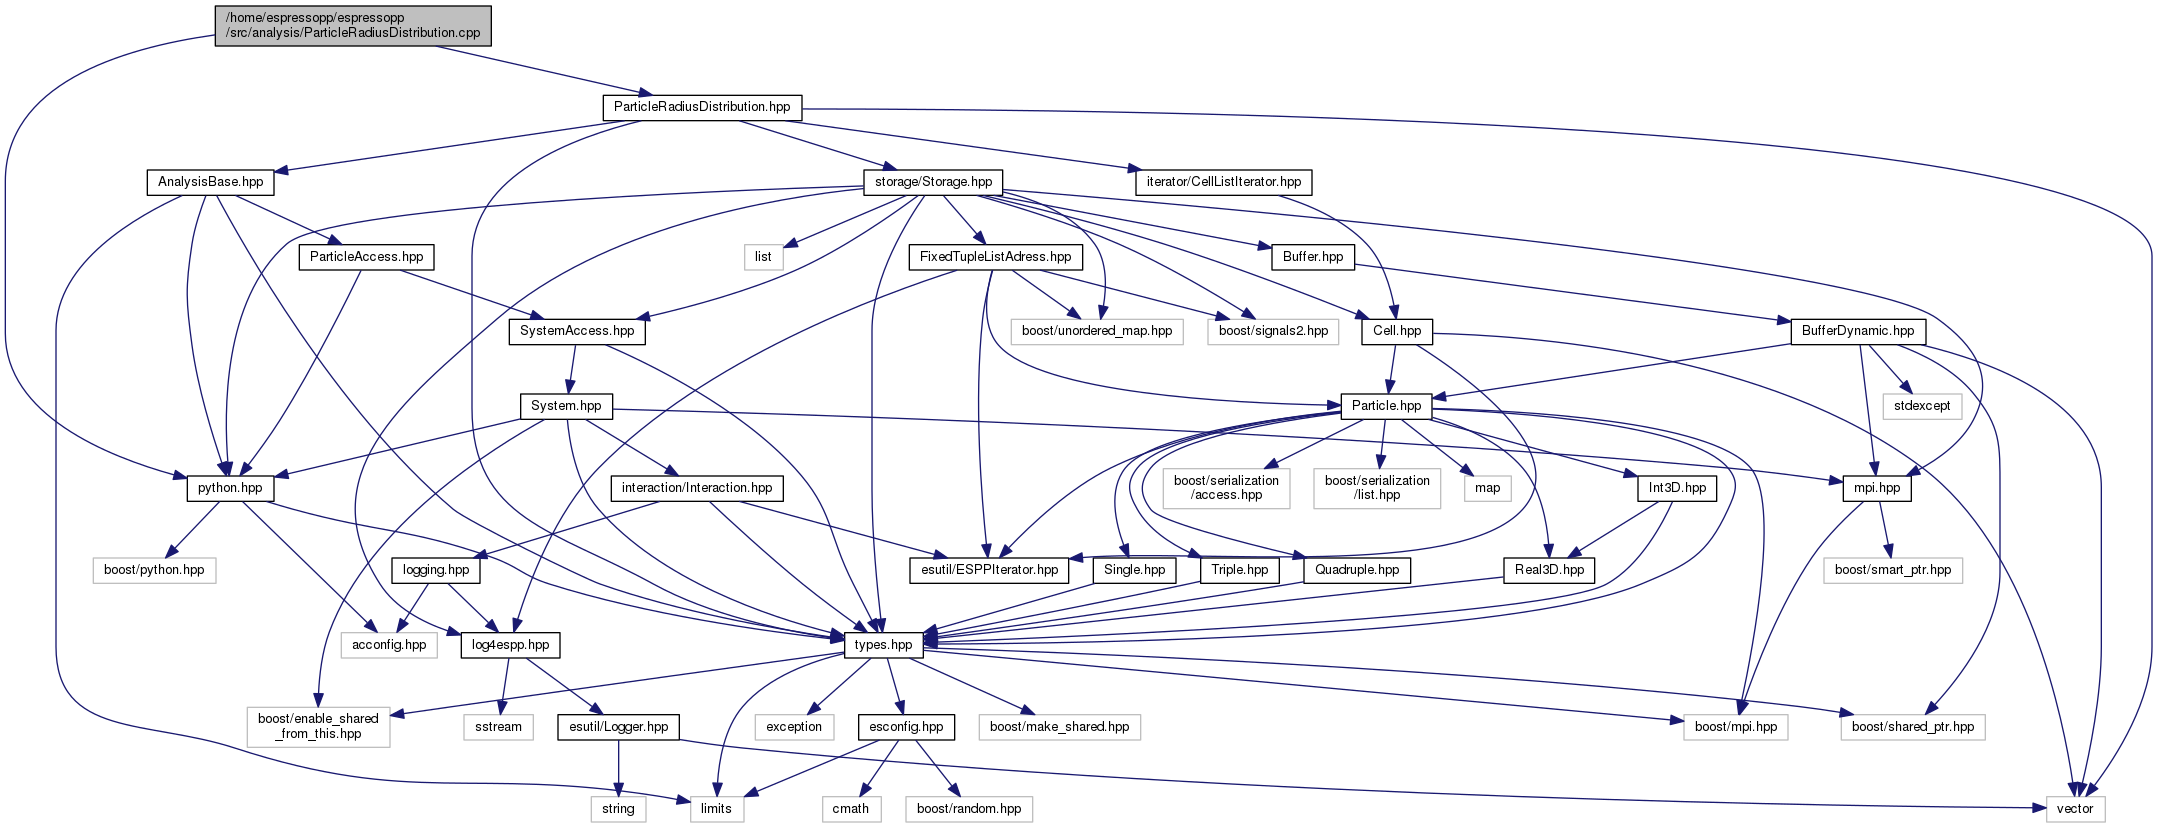 /home/espressopp/espressopp
/src/analysis/ParticleRadiusDistribution.cpp
ParticleRadiusDistribution.hpp
AnalysisBase.hpp
storage/Storage.hpp
iterator/CellListIterator.hpp
ParticleAccess.hpp
list
FixedTupleListAdress.hpp
Buffer.hpp
SystemAccess.hpp
boost/unordered_map.hpp
boost/signals2.hpp
Cell.hpp
BufferDynamic.hpp
System.hpp
Particle.hpp
stdexcept
python.hpp
interaction/Interaction.hpp
boost/serialization
/access.hpp
boost/serialization
/list.hpp
map
Int3D.hpp
mpi.hpp
boost/python.hpp
logging.hpp
esutil/ESPPIterator.hpp
Single.hpp
Triple.hpp
Quadruple.hpp
Real3D.hpp
boost/smart_ptr.hpp
acconfig.hpp
log4espp.hpp
types.hpp
boost/enable_shared
_from_this.hpp
sstream
esutil/Logger.hpp
exception
esconfig.hpp
boost/make_shared.hpp
boost/mpi.hpp
boost/shared_ptr.hpp
string
limits
cmath
boost/random.hpp
vector